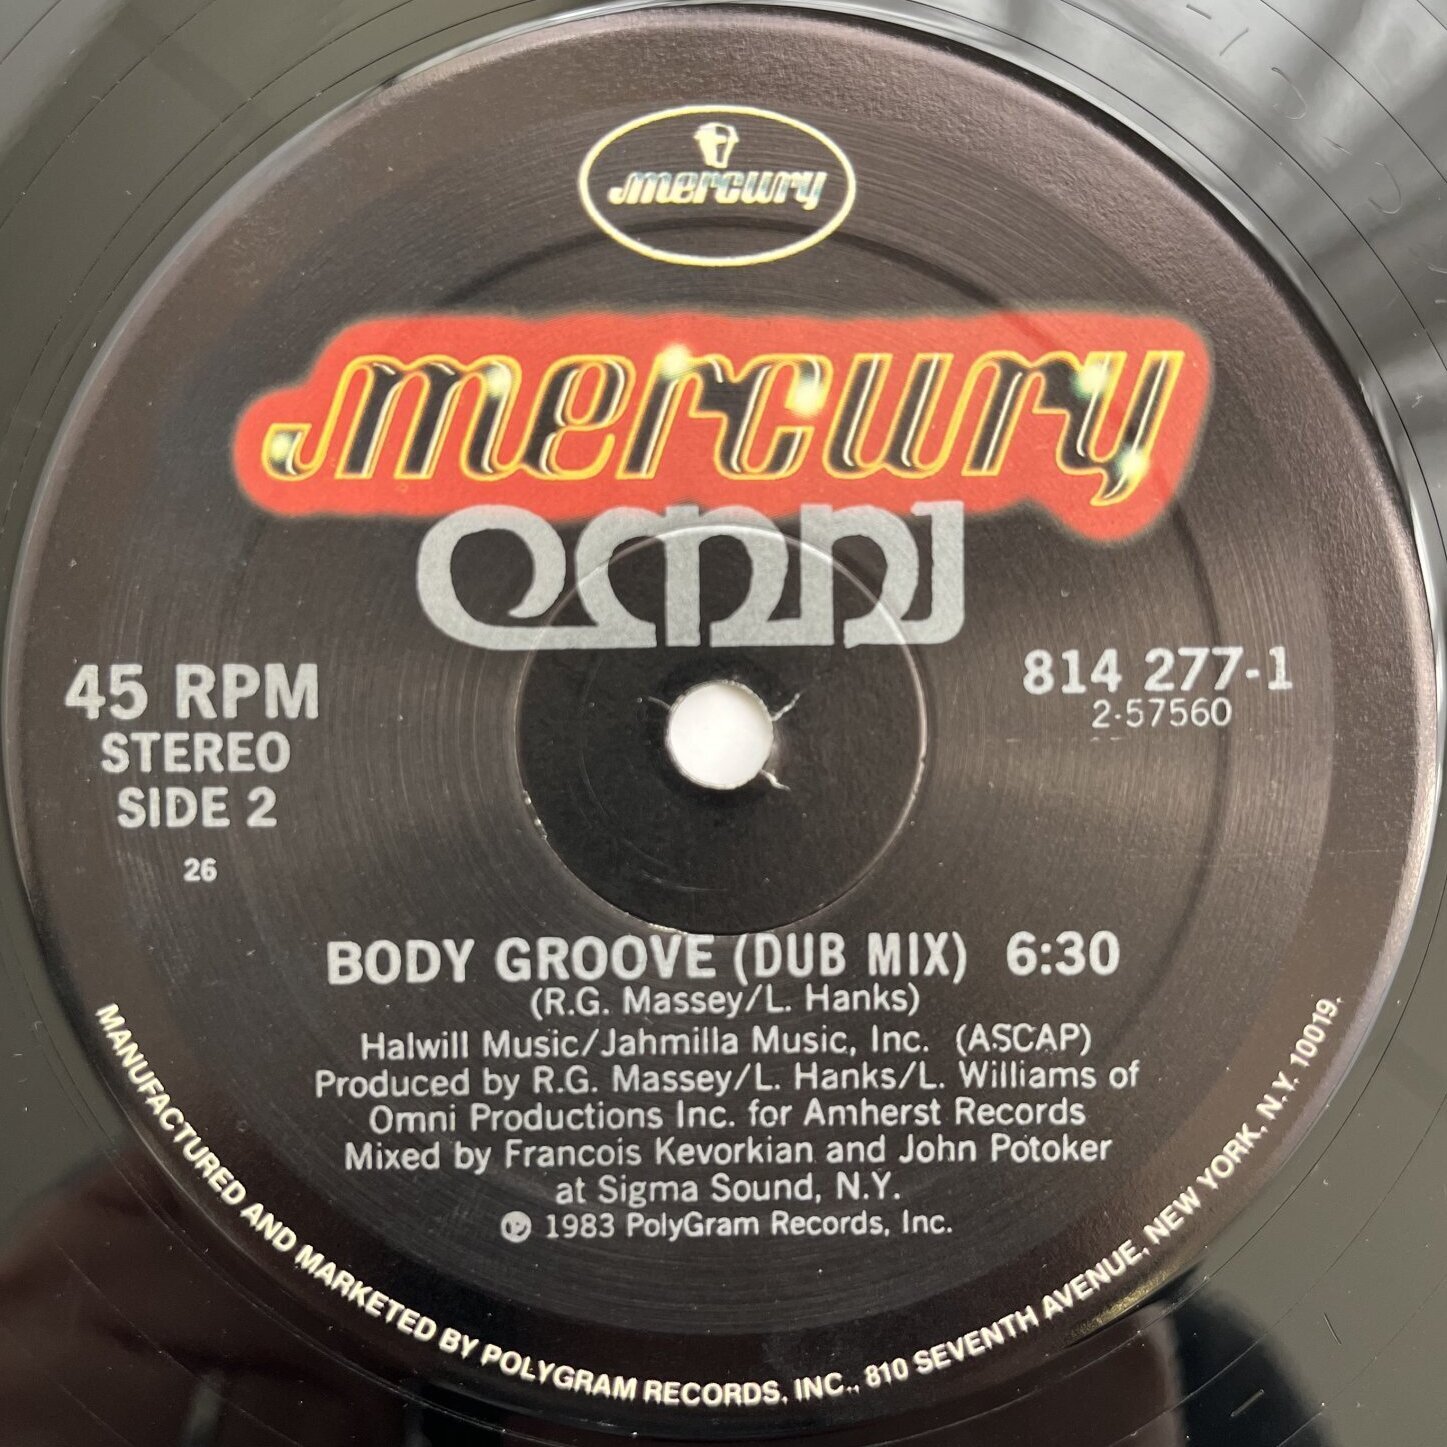 mercury
mercury
omni
45 RPM
STEREO
SIDE 2
26
814 277-1
2-57560
BODY GROOVE (DUB MIX) 6:30
(R.G. Massey/L. Hanks)
Halwill Music/Jahmilla Music, Inc. (ASCAP)
Produced by R.G. Massey/L. Hanks/L. Williams of
Omni Productions Inc. for Amherst Records
Mixed by Francois Kevorkian and John Potoker
at Sigma Sound, N.Y.
℗ 1983 PolyGram Records, Inc.
MANUFACTURED AND MARKETED BY POLYGRAM RECORDS, INC., 810 SEVENTH AVENUE, NEW YORK, N.Y. 10019.